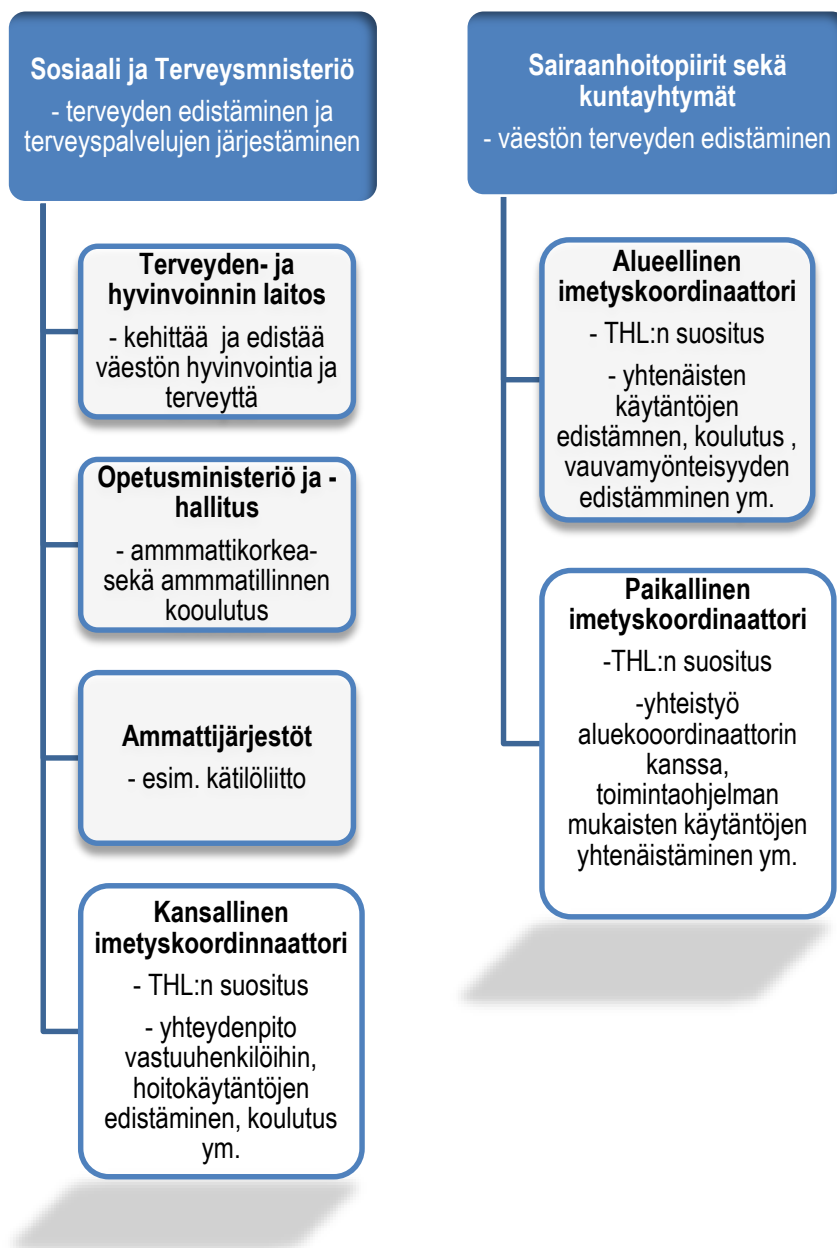 Sosiaali ja Terveysmnisteriö
- terveyden edistäminen ja
terveyspalvelujen järjestäminen
Terveyden- ja
hyvinvoinnin laitos
- kehittää ja edistää
väestön hyvinvointia ja
terveyttä
Opetusministeriö ja -
hallitus
- ammmattikorkea-
sekä ammmatillinnen
kooulutus
Ammattijärjestöt
- esim. kätilöliitto
Kansallinen
imetyskoordinnaattori
- THL:n suositus
- yhteydenpito
vastuuhenkilöihin,
hoitokäytäntöjen
edistäminen, koulutus
ym.
Sairaanhoitopiirit sekä
kuntayhtymät
- väestön terveyden edistäminen
Alueellinen
imetyskoordinaattori
- THL:n suositus
- yhtenäisten
käytäntöjen
edistämnen, koulutus ,
vauvamyönteisyyden
edistämminen ym.
Paikallinen
imetyskoordinaattori
-THL:n suositus
-yhteistyö
aluekooordinaattorin
kanssa,
toimintaohjelman
mukaisten käytäntöjen
yhtenäistäminen ym.